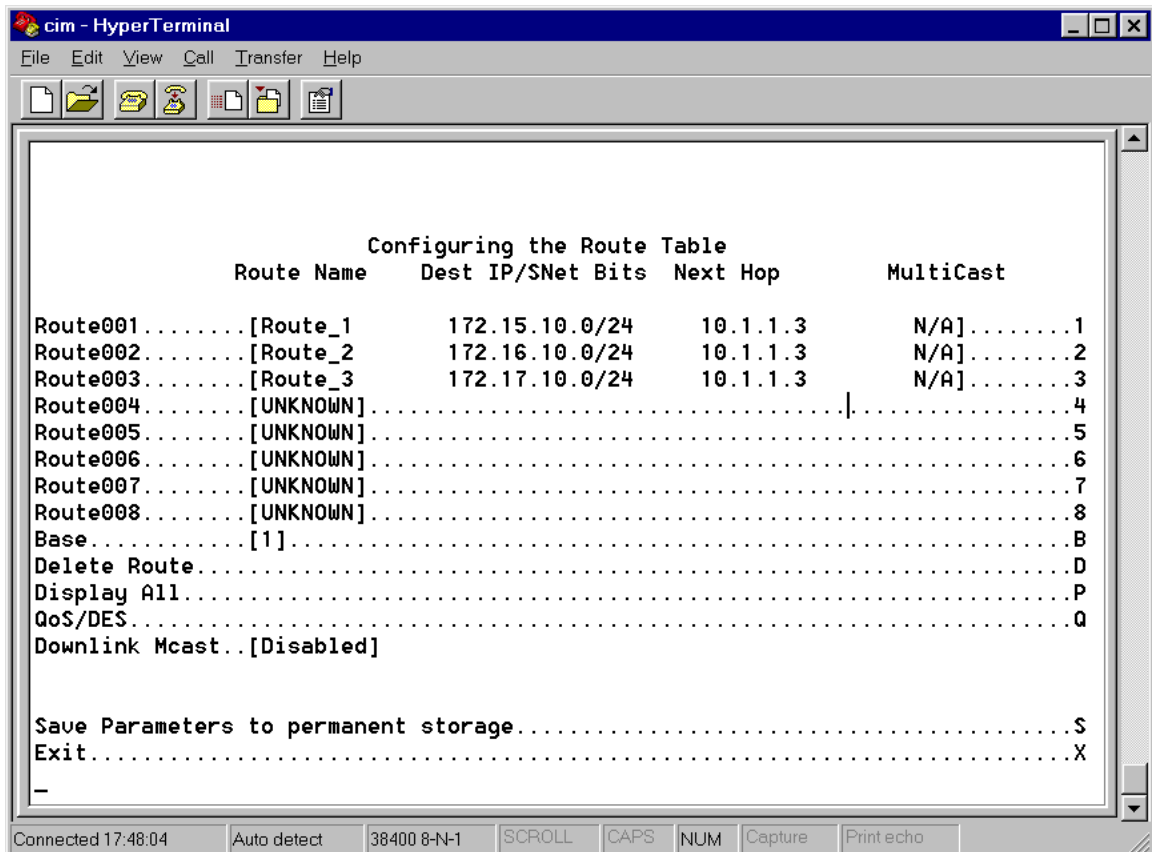 cim - HyperTerminal
File Edit View Call Transfer Help
Configuring the Route Table
Route Name Dest IP/SNet Bits Next Hop MultiCast
Route001........[Route_1 172.15.10.0/24 10.1.1.3 N/A]........1
Route002........[Route_2 172.16.10.0/24 10.1.1.3 N/A]........2
Route003........[Route_3 172.17.10.0/24 10.1.1.3 N/A]........3
Route004........[UNKNOWN].....................................................4
Route005........[UNKNOWN].....................................................5
Route006........[UNKNOWN].....................................................6
Route007........[UNKNOWN].....................................................7
Route008........[UNKNOWN].....................................................8
Base............[1]...........................................................B
Delete Route..................................................................D
Display All...................................................................P
QoS/DES.......................................................................Q
Downlink Mcast..[Disabled]
Save Parameters to permanent storage..........................................S
Exit..........................................................................X
_
Connected 17:48:04 Auto detect 38400 8-N-1 SCROLL CAPS NUM Capture Print echo